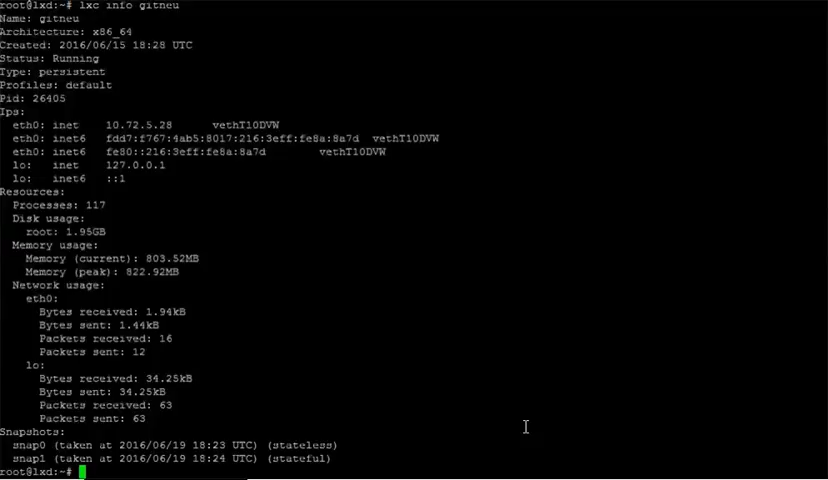 root@lxd:~# lxc info gitneu
Name: gitneu
Architecture: x86_64
Created: 2016/06/15 18:28 UTC
Status: Running
Type: persistent
Profiles: default
Pid: 26405
Ips:
  eth0: inet    10.72.5.28      vethT10DVW
  eth0: inet6   fdd7:f767:4ab5:8017:216:3eff:fe8a:8a7d  vethT10DVW
  eth0: inet6   fe80::216:3eff:fe8a:8a7d        vethT10DVW
  lo:   inet    127.0.0.1
  lo:   inet6   ::1
Resources:
  Processes: 117
  Disk usage:
    root: 1.95GB
  Memory usage:
    Memory (current): 803.52MB
    Memory (peak): 822.92MB
  Network usage:
    eth0:
      Bytes received: 1.94kB
      Bytes sent: 1.44kB
      Packets received: 16
      Packets sent: 12
    lo:
      Bytes received: 34.25kB
      Bytes sent: 34.25kB
      Packets received: 63
      Packets sent: 63
Snapshots:
  snap0 (taken at 2016/06/19 18:23 UTC) (stateless)
  snap1 (taken at 2016/06/19 18:24 UTC) (stateful)
root@lxd:~#